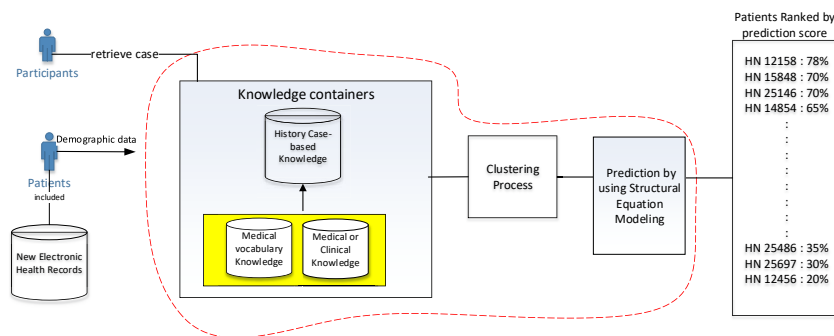 Patients Ranked by
prediction score
retrieve case
Participants
Knowledge containers
History Case-
based Knowledge
Demographic data
Patients
included
New Electronic
Health Records
Medical
vocabulary
Knowledge
Medical or
Clinical
Knowledge
Clustering
Process
Prediction by
using Structural
Equation
Modeling
HN 12158 : 78%
HN 15848 : 70%
HN 25146 : 70%
HN 14854 : 65%
:
:
:
:
:
:
:
HN 25486 : 35%
HN 25697 : 30%
HN 12456 : 20%